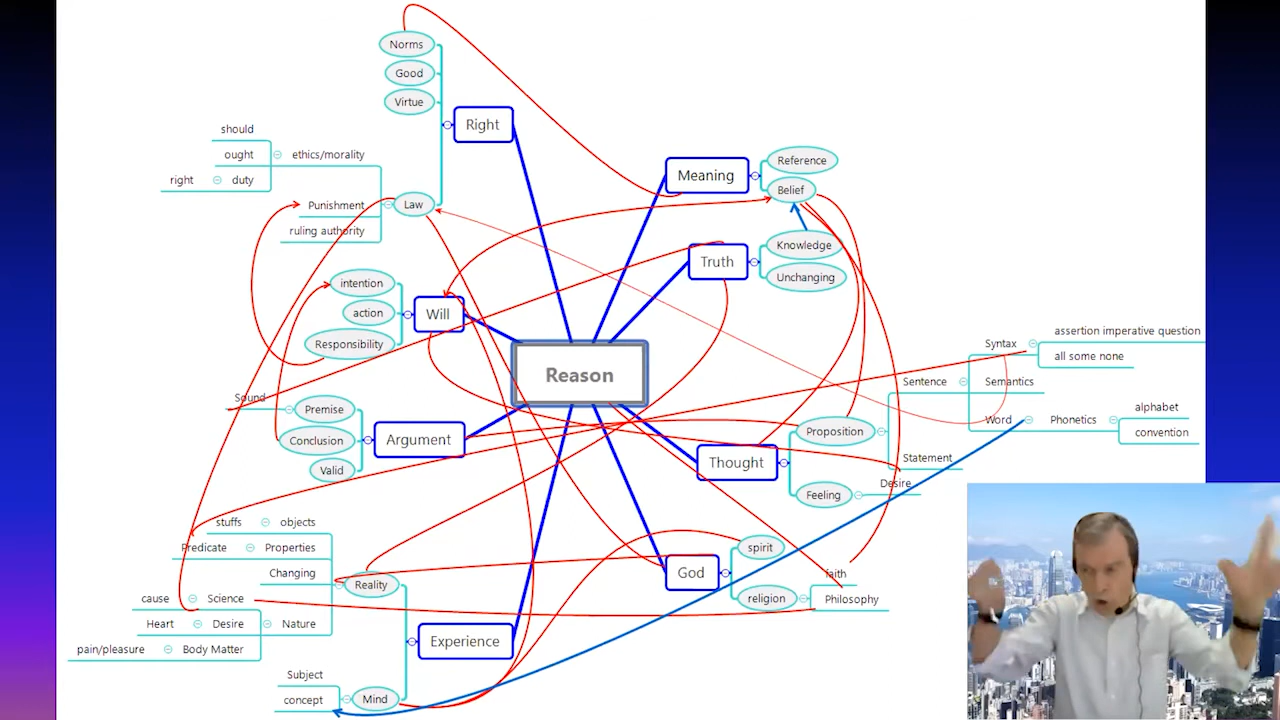 Norms
Good
Virtue
Right
should
ought
ethics/morality
right
duty
Punishment
Law
ruling authority
Meaning
Reference
Belief
Truth
Knowledge
Unchanging
intention
action
Responsibility
Will
Reason
Sound
Premise
Conclusion
Valid
Argument
Syntax
assertion imperative question
all some none
Sentence
Semantics
Word
Phonetics
alphabet
convention
Proposition
Statement
Thought
Feeling
Desire
stuffs
objects
Predicate
Properties
Changing
Reality
cause
Science
Heart
Desire
Nature
pain/pleasure
Body Matter
Experience
Subject
concept
Mind
God
spirit
religion
faith
Philosophy